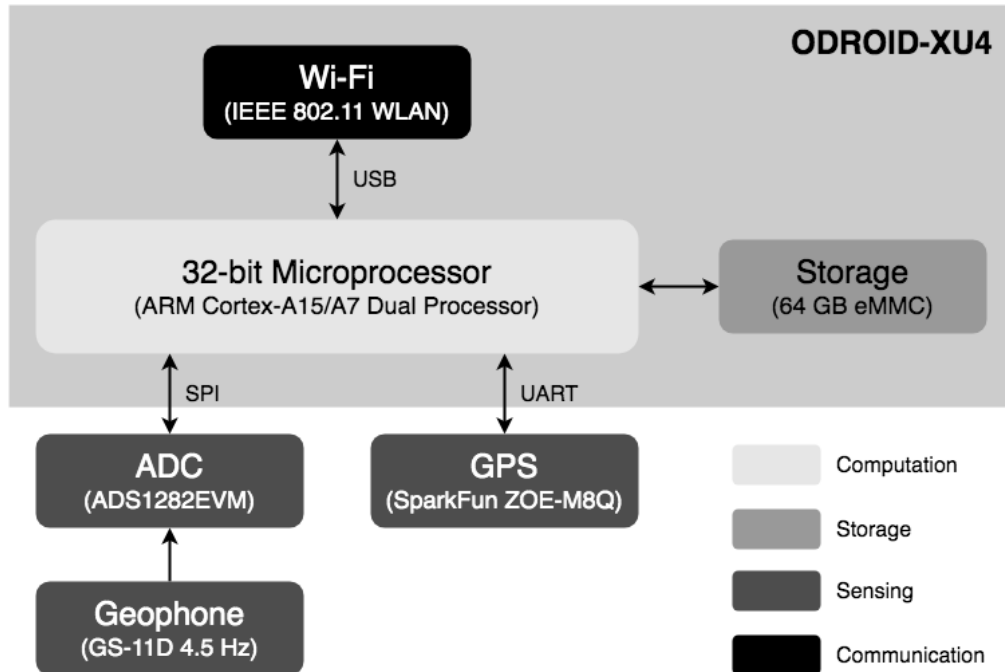 ODROID-XU4
Wi-Fi
(IEEE 802.11 WLAN)
USB
32-bit Microprocessor
(ARM Cortex-A15/A7 Dual Processor)
Storage
(64 GB eMMC)
SPI
UART
ADC
(ADS1282EVM)
GPS
(SparkFun ZOE-M8Q)
Geophone
(GS-11D 4.5 Hz)
Computation
Storage
Sensing
Communication